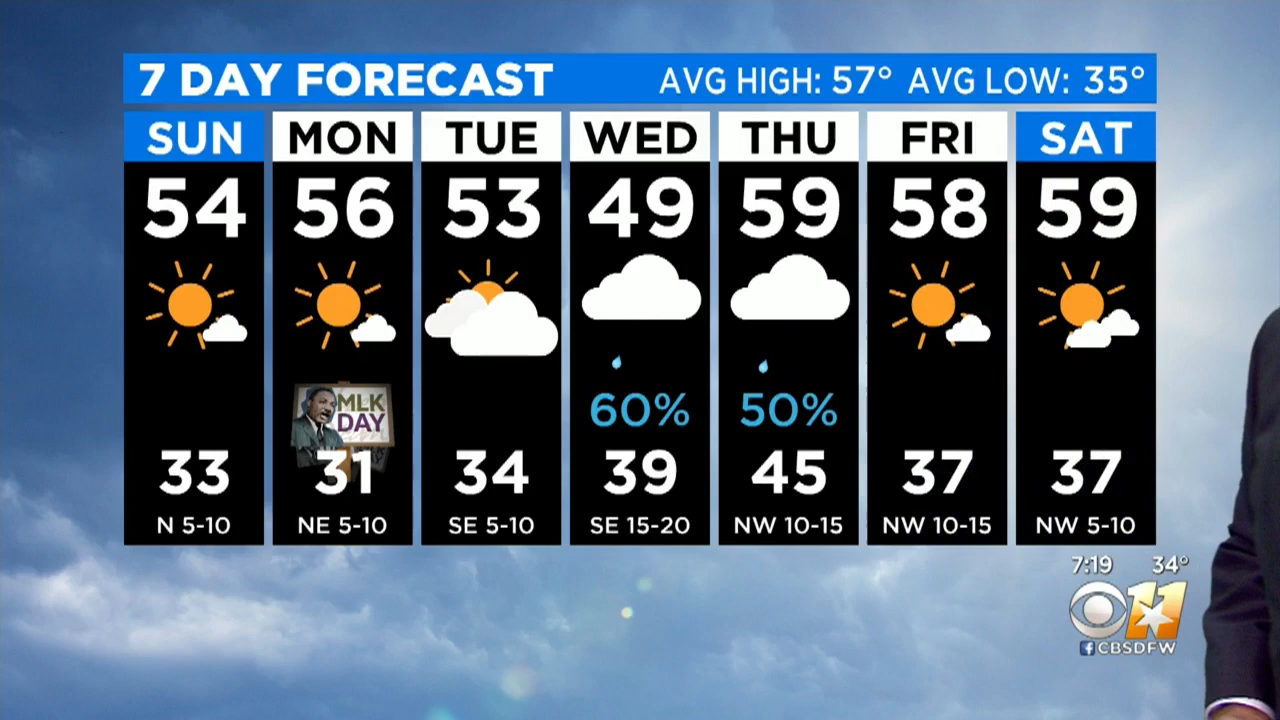 7 DAY FORECAST AVG HIGH: 57° AVG LOW: 35°
SUN MON TUE WED THU FRI SAT
54 56 53 49 59 58 59
MLK
DAY
60% 50%
33 31 34 39 45 37 37
N 5-10 NE 5-10 SE 5-10 SE 15-20 NW 10-15 NW 10-15 NW 5-10
7:19 34°
11
f CBSDFW